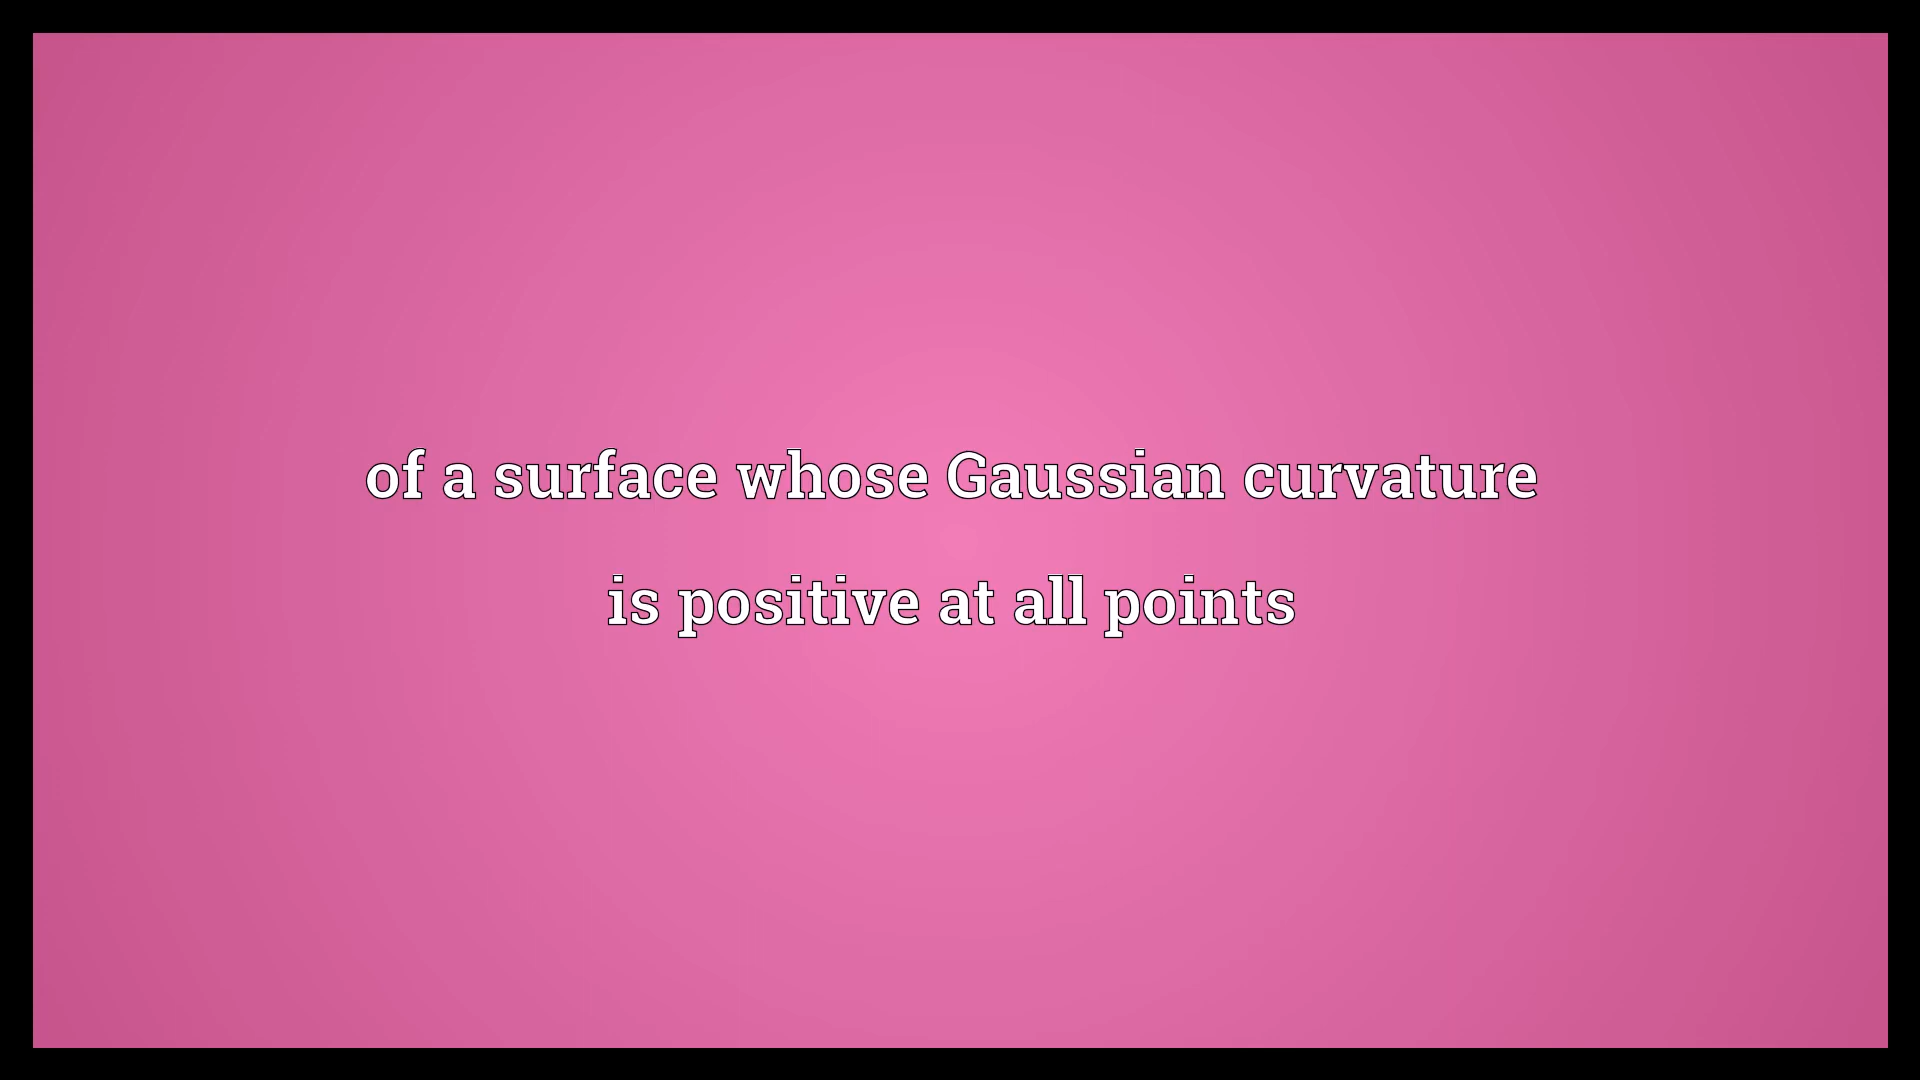 of a surface whose Gaussian curvature
is positive at all points